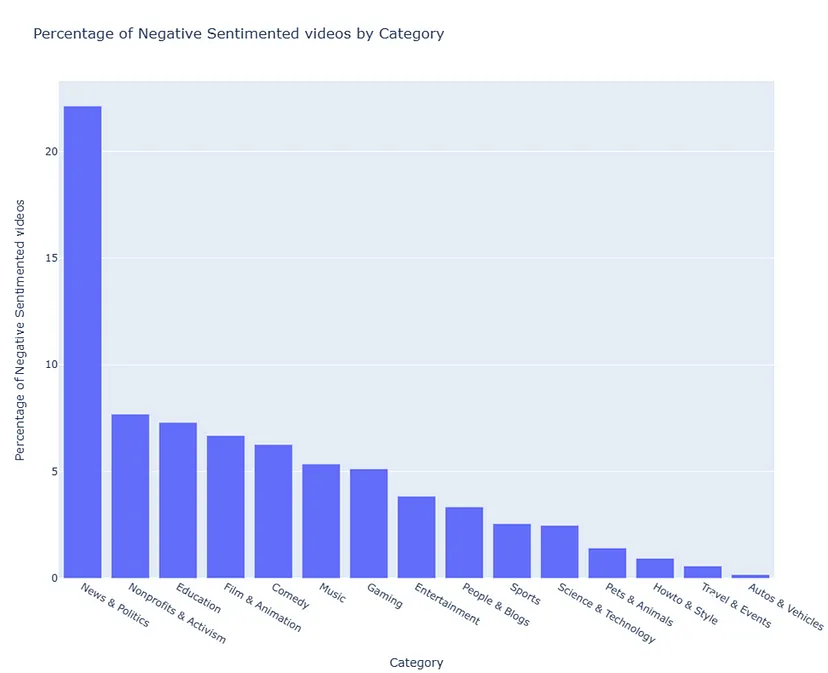 Percentage of Negative Sentimented videos by Category
Percentage of Negative Sentimented videos
20
15
10
5
0
News & Politics
Nonprofits & Activism
Education
Film & Animation
Comedy
Music
Gaming
Entertainment
People & Blogs
Sports
Science & Technology
Pets & Animals
Howto & Style
Travel & Events
Autos & Vehicles
Category